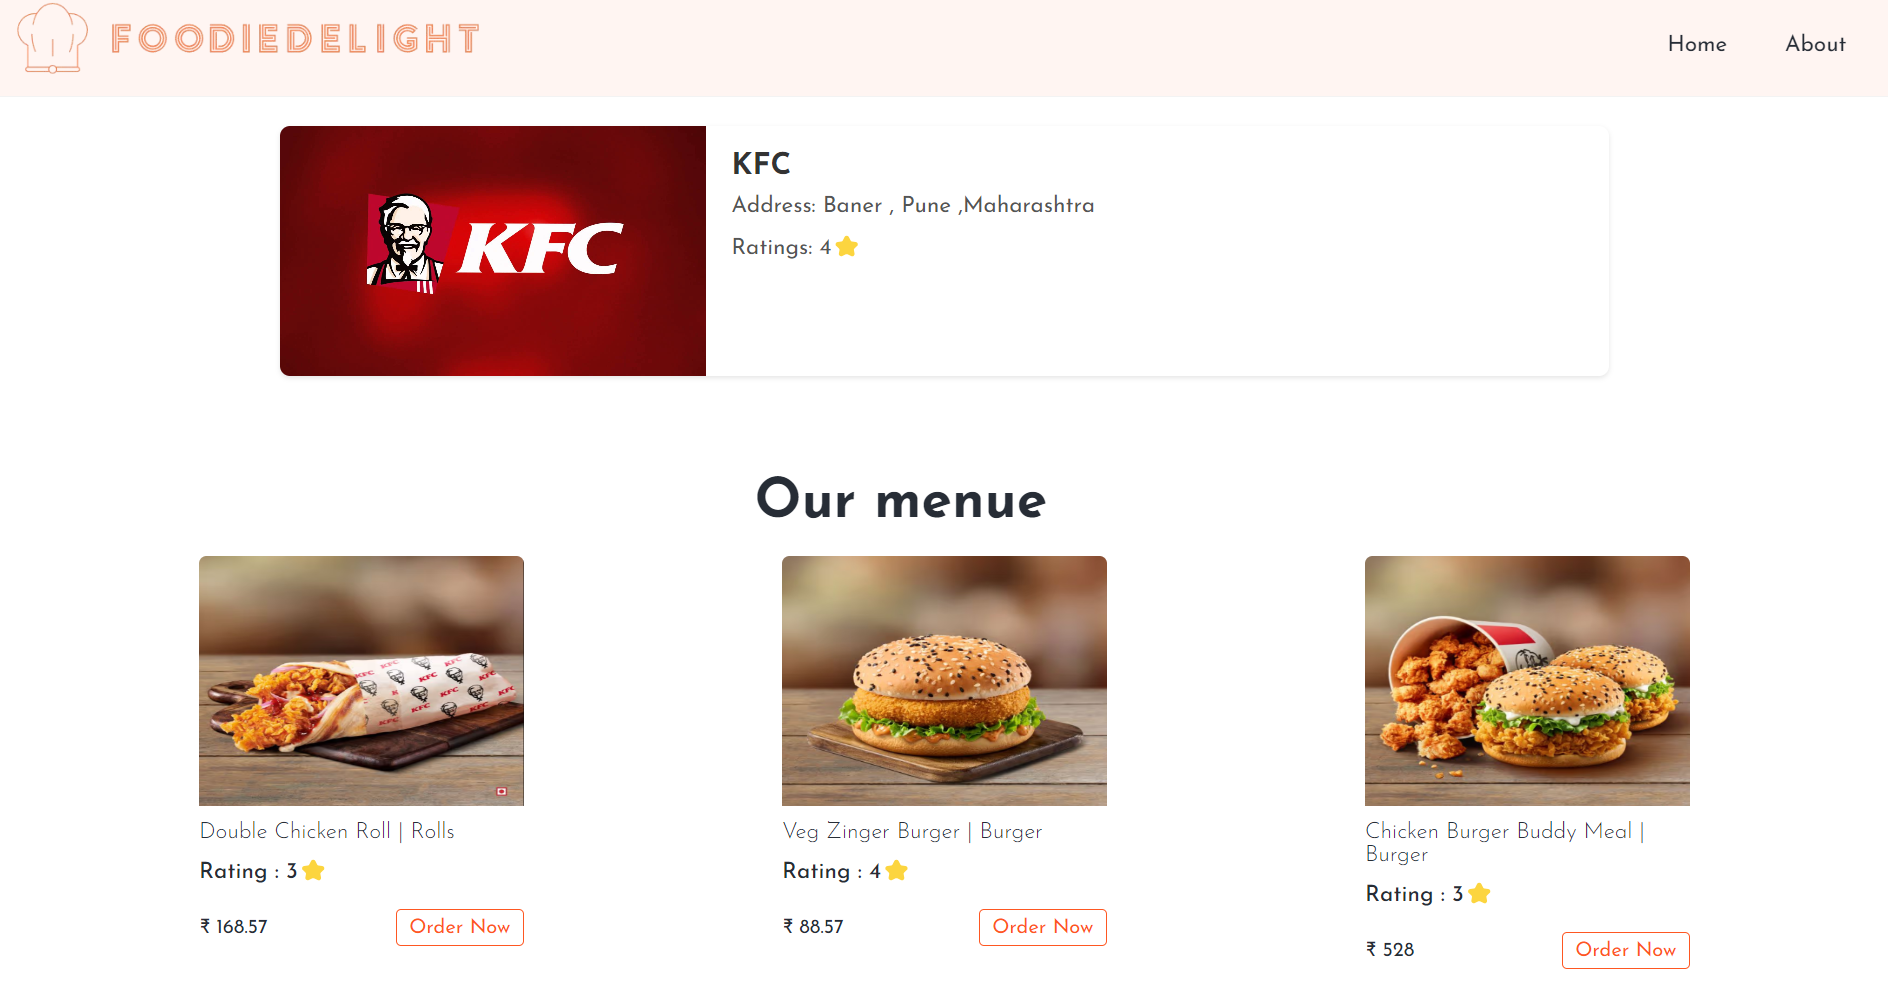 FOODIEDELIGHT
Home
About
KFC
KFC
Address: Baner , Pune ,Maharashtra
Ratings: 4
Our menue
Double Chicken Roll | Rolls
Rating : 3
₹ 168.57
Order Now
Veg Zinger Burger | Burger
Rating : 4
₹ 88.57
Order Now
Chicken Burger Buddy Meal |
Burger
Rating : 3
₹ 528
Order Now